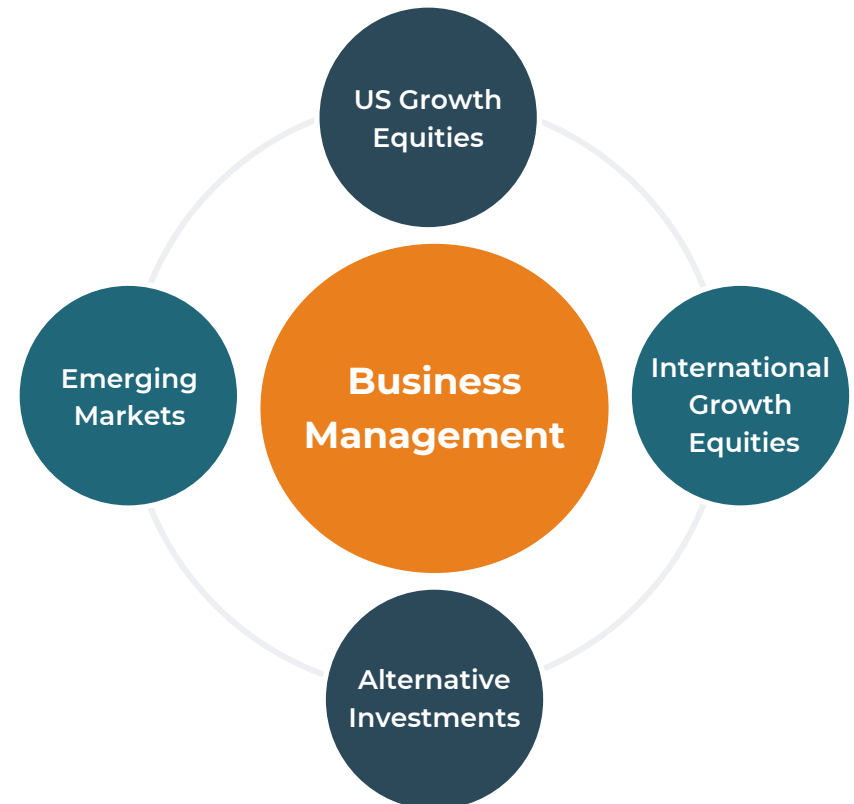 US Growth
Equities
Emerging
Markets
Business
Management
International
Growth
Equities
Alternative
Investments